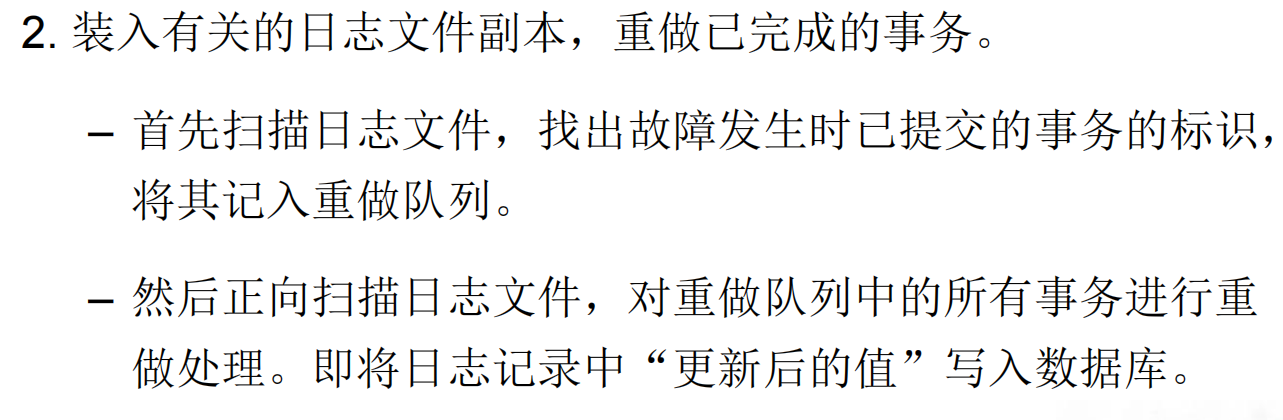 2. 装入有关的日志文件副本，重做已完成的事务。
– 首先扫描日志文件，找出故障发生时已提交的事务的标识，
将其记入重做队列。
– 然后正向扫描日志文件，对重做队列中的所有事务进行重
做处理。即将日志记录中“更新后的值”写入数据库。